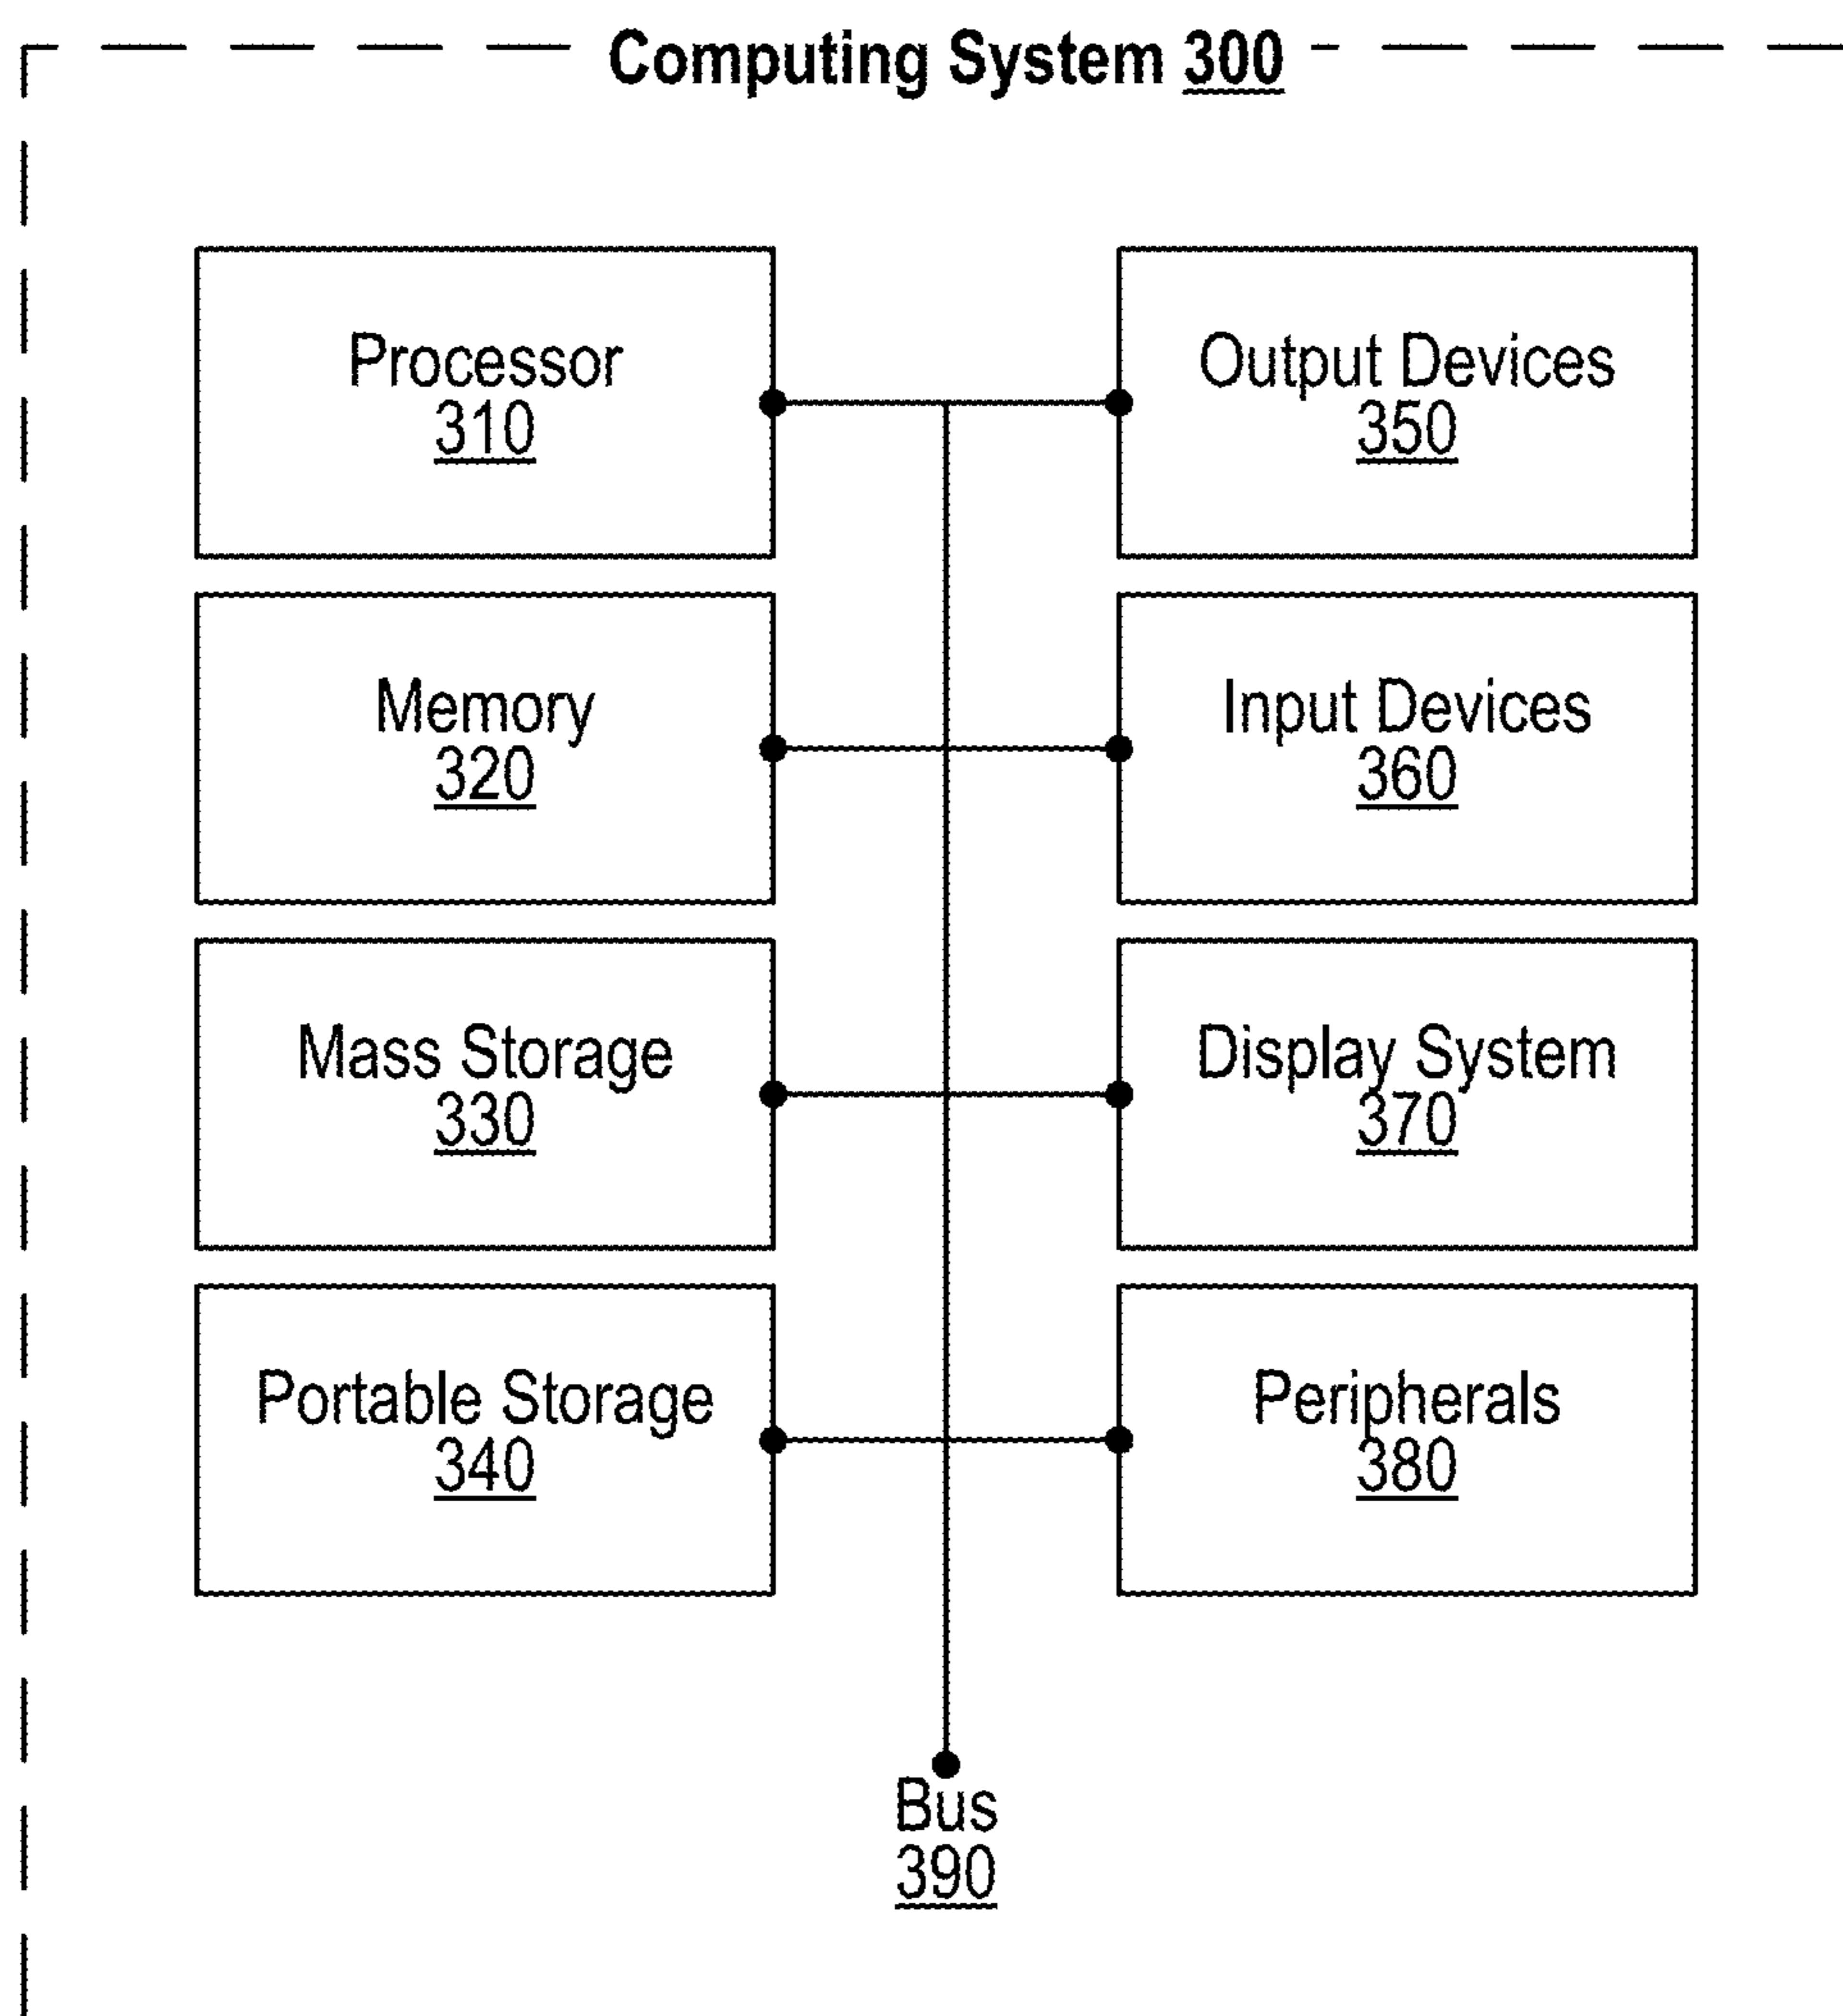 Computing System 300
Processor
310
Output Devices
350
Memory
320
Input Devices
360
Mass Storage
330
Display System
370
Portable Storage
340
Peripherals
380
Bus
390